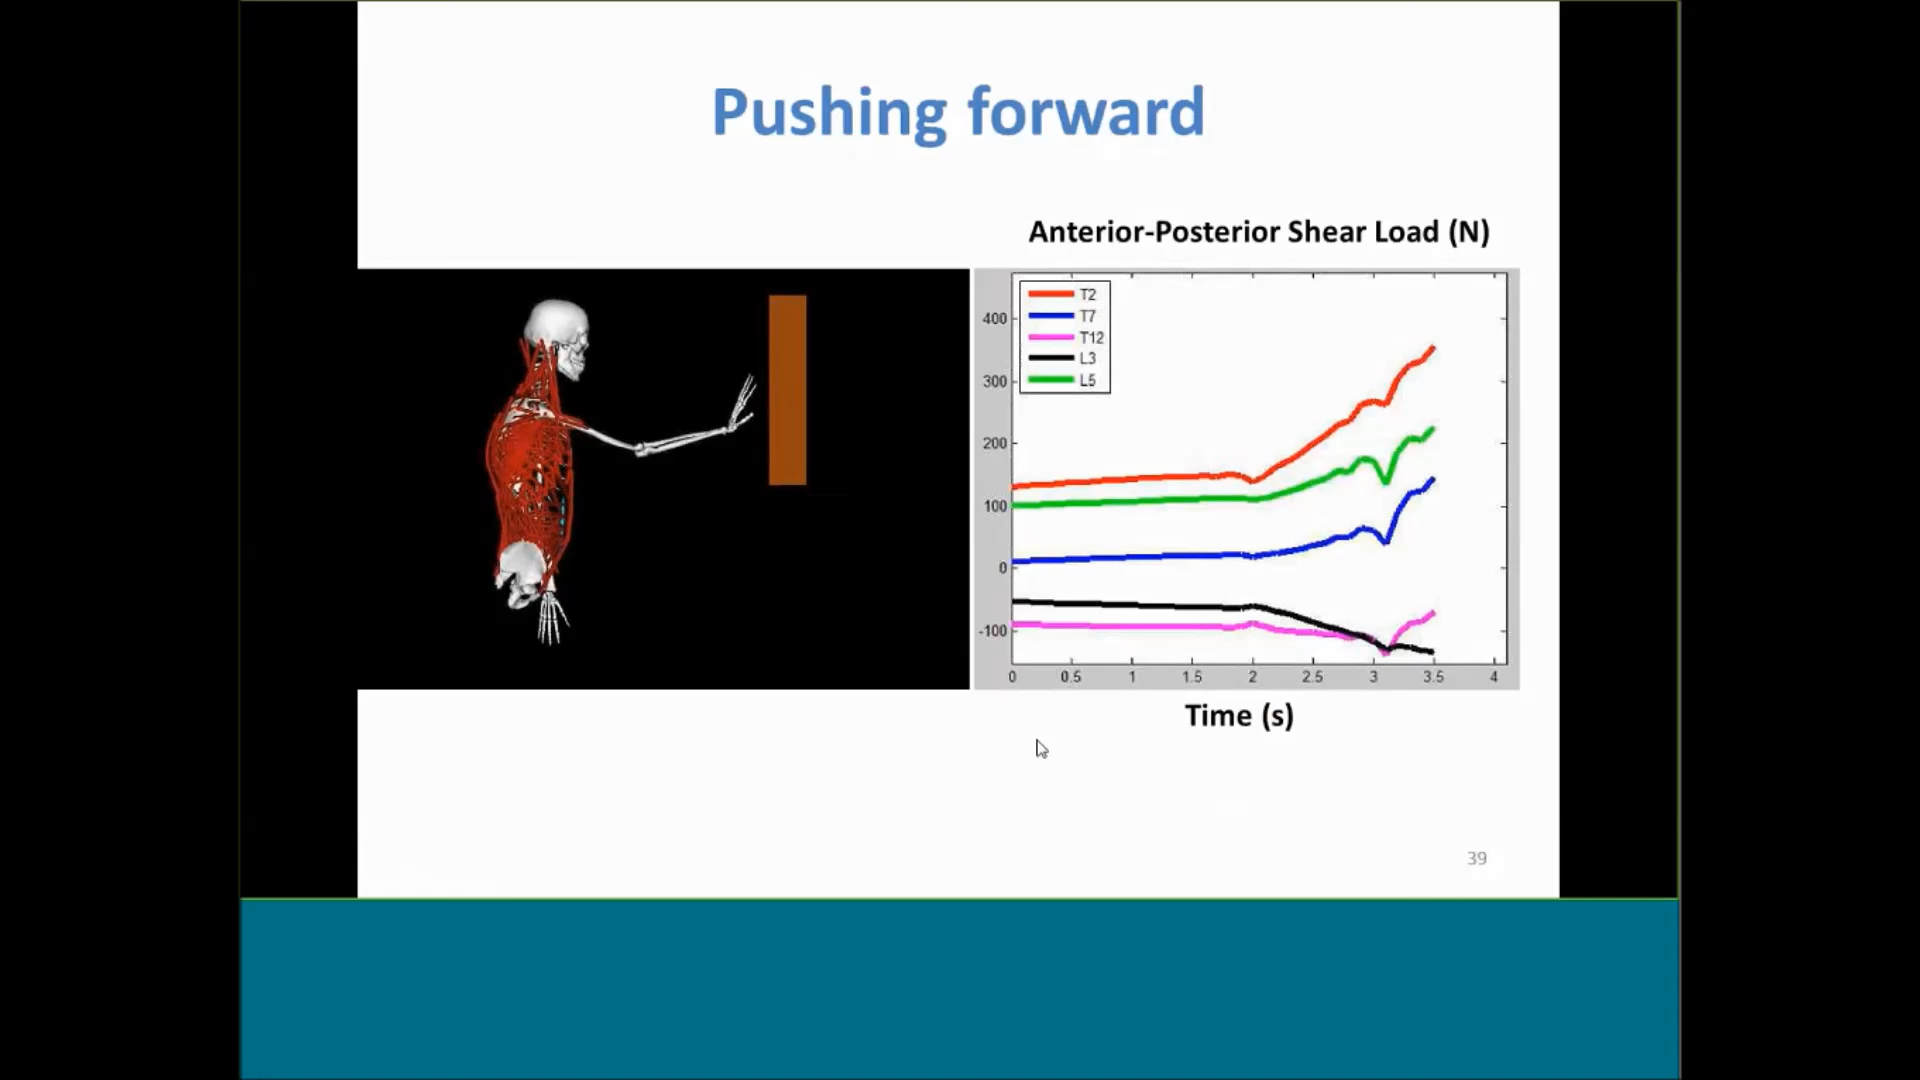 Pushing forward
Anterior-Posterior Shear Load (N)
T2
T7
T12
L3
L5
400
300
200
100
0
-100
0 0.5 1 1.5 2 2.5 3 3.5 4
Time (s)
39